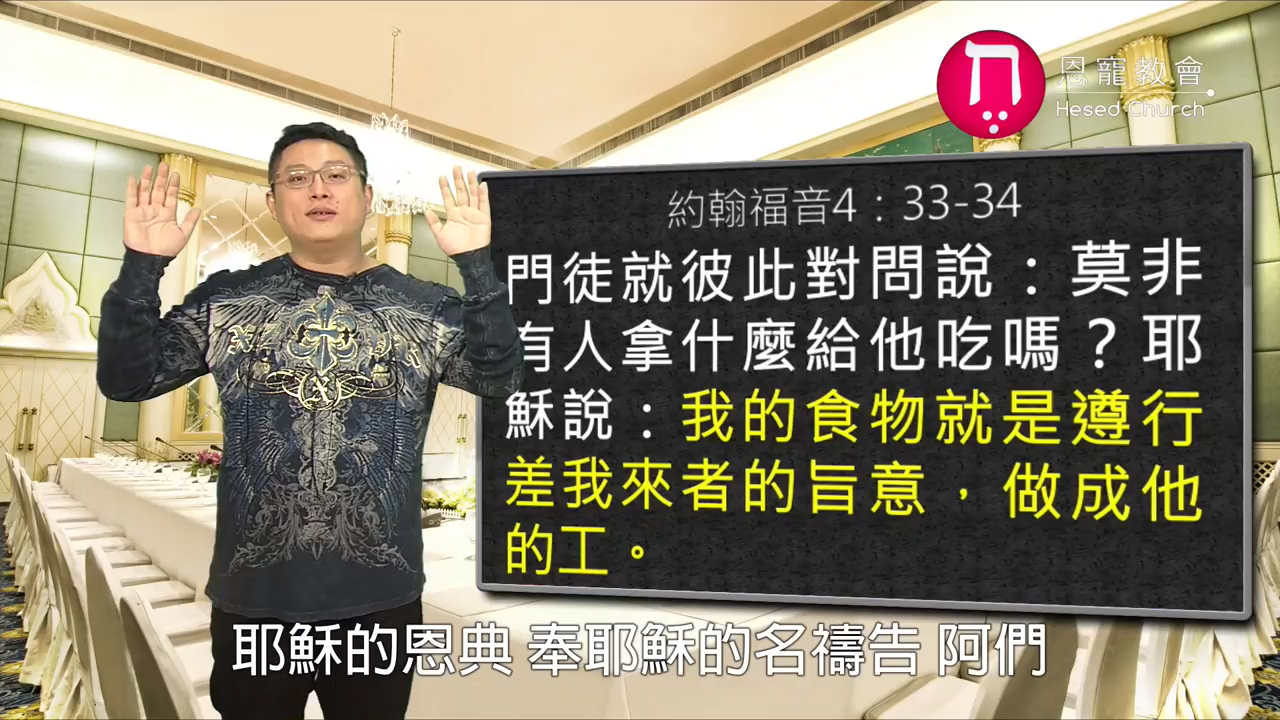 恩寵教會
Hesed Church
約翰福音4：33-34
門徒就彼此對問說：莫非
有人拿什麼給他吃嗎？耶
穌說：我的食物就是遵行
差我來者的旨意，做成他
的工。
耶穌的恩典 奉耶穌的名禱告 阿們